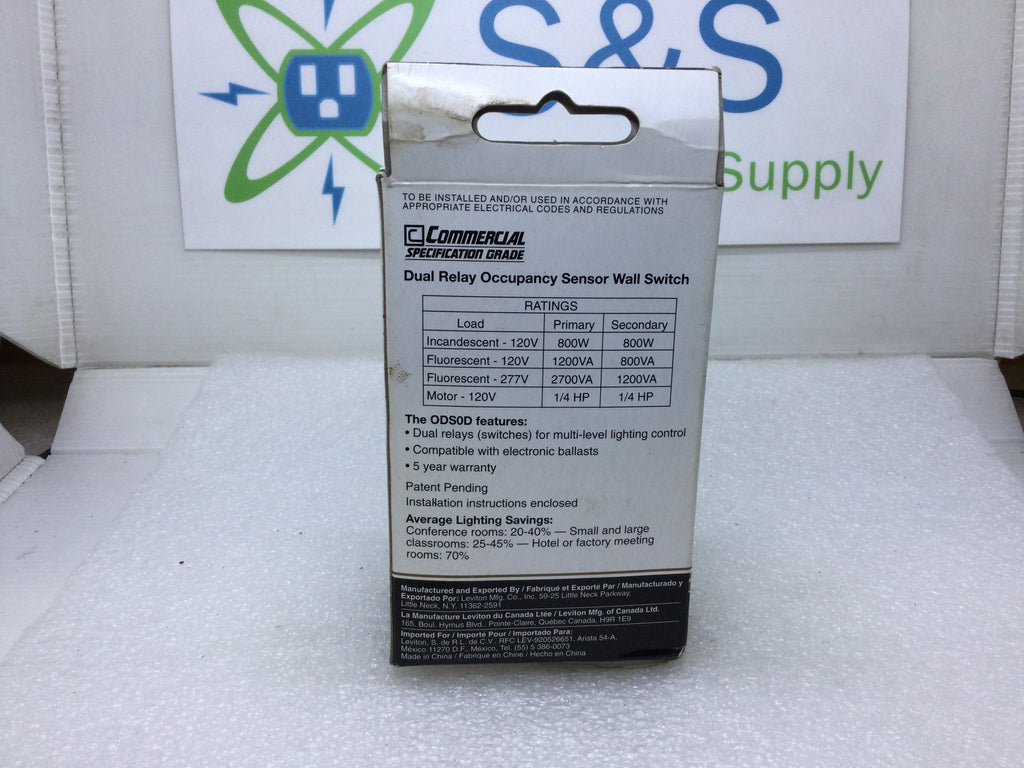 S&S
Supply
TO BE INSTALLED AND/OR USED IN ACCORDANCE WITH
APPROPRIATE ELECTRICAL CODES AND REGULATIONS
C COMMERCIAL
SPECIFICATION GRADE
Dual Relay Occupancy Sensor Wall Switch
RATINGS
Load Primary Secondary
Incandescent - 120V 800W 800W
Fluorescent - 120V 1200VA 800VA
Fluorescent - 277V 2700VA 1200VA
Motor - 120V 1/4 HP 1/4 HP
The ODS0D features:
• Dual relays (switches) for multi-level lighting control
• Compatible with electronic ballasts
• 5 year warranty
Patent Pending
Installation instructions enclosed
Average Lighting Savings:
Conference rooms: 20-40% — Small and large
classrooms: 25-45% — Hotel or factory meeting
rooms: 70%
Manufactured and Exported By / Fabriqué et Exporté Par / Manufacturado y
Exportado Por: Leviton Mfg. Co., Inc. 59-25 Little Neck Parkway,
Little Neck, N.Y. 11362-2591
La Manufacture Leviton du Canada Ltée / Leviton Mfg. of Canada Ltd.
165, Boul. Hymus Blvd., Pointe-Claire, Québec Canada, H9R 1E9
Imported For / Importé Pour / Importado Para:
Leviton, S. de R.L. de C.V., RFC LEV-920526651, Arista 54-A,
México 11270 D.F., México, Tel. (55) 5 386-0073
Made in China / Fabriqué en Chine / Hecho en China